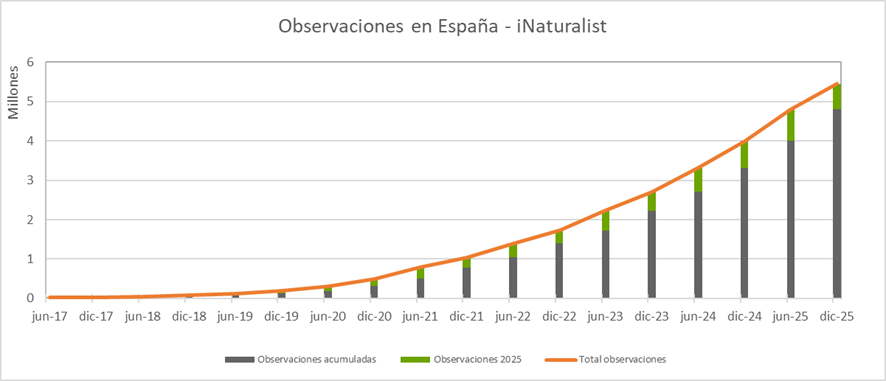 Observaciones en España - iNaturalist
Millones
6
5
4
3
2
1
0
jun-17 dic-17 jun-18 dic-18 jun-19 dic-19 jun-20 dic-20 jun-21 dic-21 jun-22 dic-22 jun-23 dic-23 jun-24 dic-24 jun-25 dic-25
Observaciones acumuladas Observaciones 2025 Total observaciones